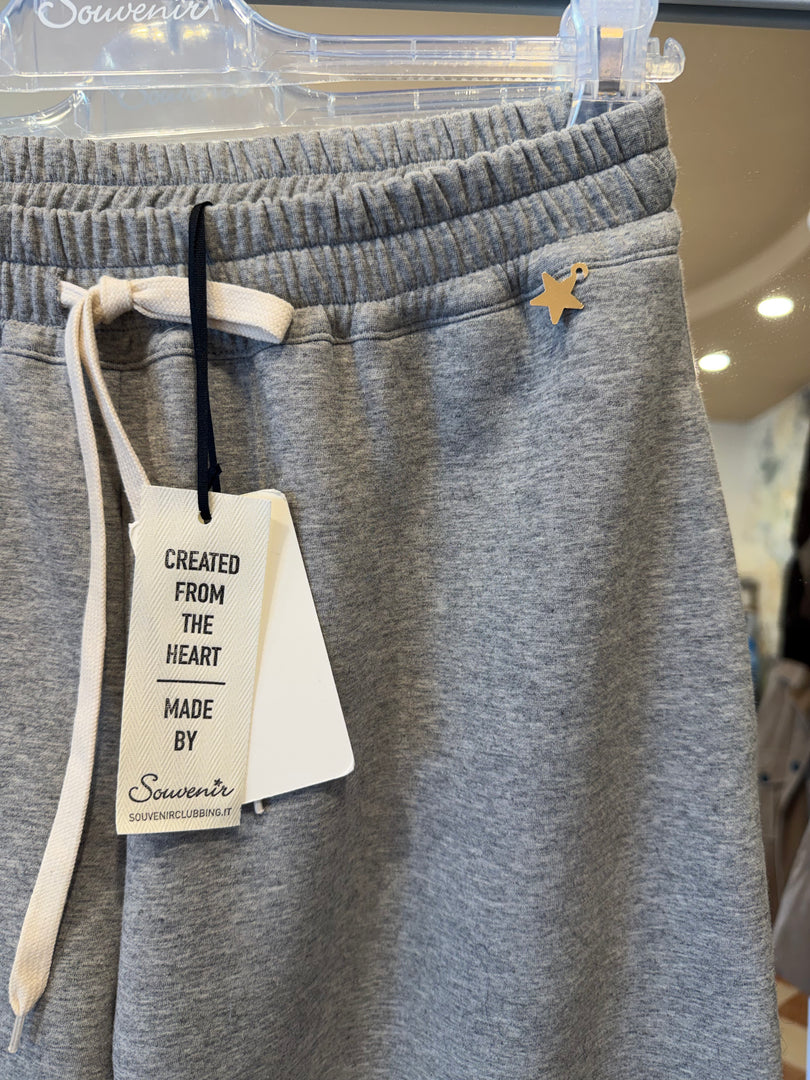 Souvenir
CREATED
FROM
THE
HEART
MADE
BY
Souvenir
SOUVENIRCLUBBING.IT